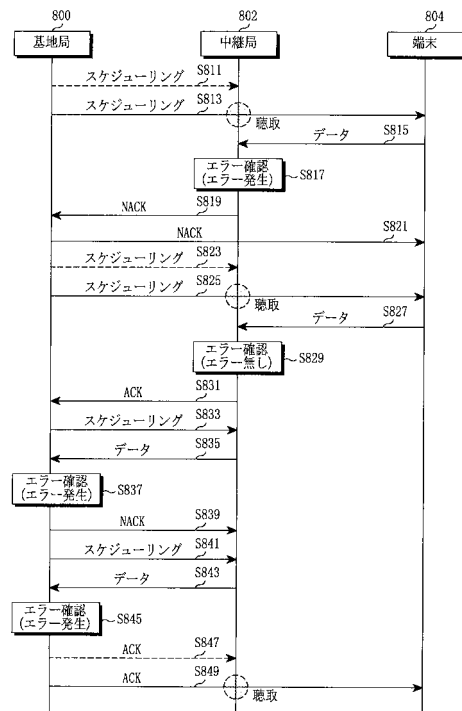 800
802
804
基地局
中継局
端末
スケジューリング
S811
スケジューリング
S813
聴取
データ
S815
エラー確認
(エラー発生)
S817
NACK
S819
NACK
S821
スケジューリング
S823
スケジューリング
S825
聴取
データ
S827
エラー確認
(エラー無し)
S829
ACK
S831
スケジューリング
S833
データ
S835
エラー確認
(エラー発生)
S837
NACK
S839
スケジューリング
S841
データ
S843
エラー確認
(エラー発生)
S845
ACK
S847
ACK
S849
聴取